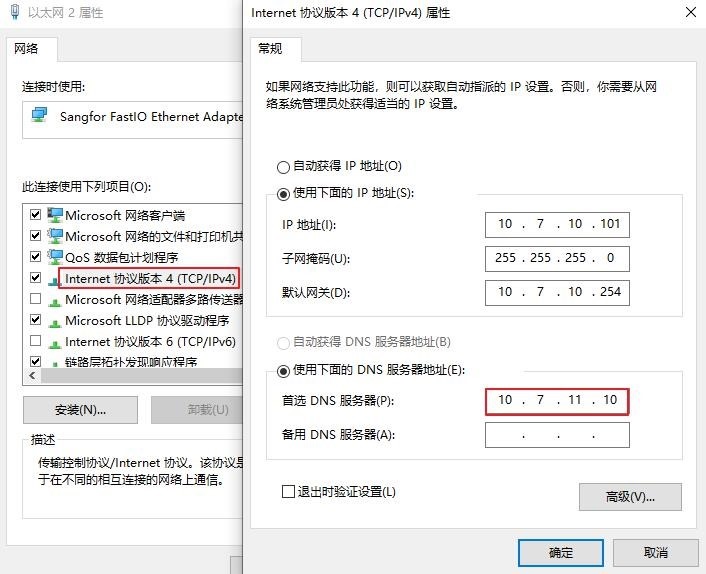 以太网 2 属性
网络
连接时使用:
Sangfor FastIO Ethernet Adapte
此连接使用下列项目(O):
Microsoft 网络客户端
Microsoft 网络的文件和打印机共
QoS 数据包计划程序
Internet 协议版本 4 (TCP/IPv4)
Microsoft 网络适配器多路传送器
Microsoft LLDP 协议驱动程序
Internet 协议版本 6 (TCP/IPv6)
链路层拓扑发现响应程序
安装(N)...
卸载(U)
描述
传输控制协议/Internet 协议。该协议是
于在不同的相互连接的网络上通信。
Internet 协议版本 4 (TCP/IPv4) 属性
常规
如果网络支持此功能，则可以获取自动指派的 IP 设置。否则，你需要从网
络系统管理员处获得适当的 IP 设置。
自动获得 IP 地址(O)
使用下面的 IP 地址(S):
IP 地址(I):
10 . 7 . 10 . 101
子网掩码(U):
255 . 255 . 255 . 0
默认网关(D):
10 . 7 . 10 . 254
自动获得 DNS 服务器地址(B)
使用下面的 DNS 服务器地址(E):
首选 DNS 服务器(P):
10 . 7 . 11 . 10
备用 DNS 服务器(A):
. . .
退出时验证设置(L)
高级(V)...
确定
取消